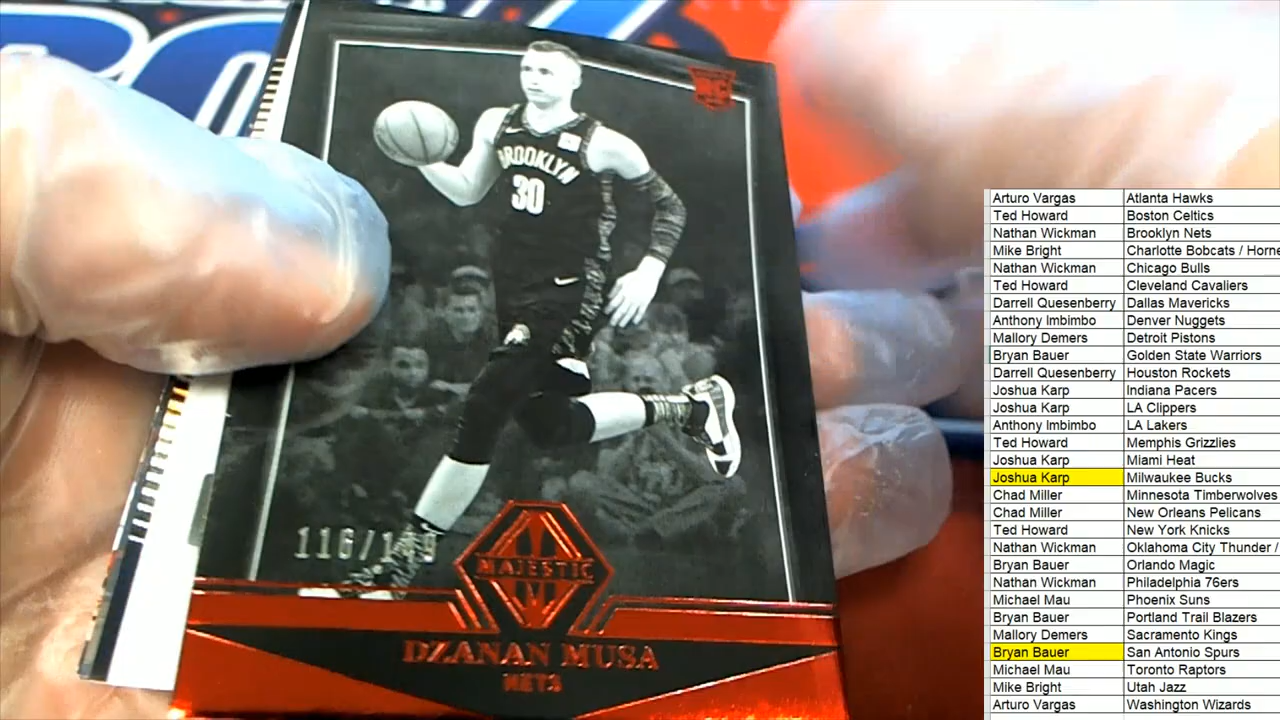 RC
BROOKLYN
30
116/149
MAJESTIC
DZANAN MUSA
NETS
Arturo Vargas Atlanta Hawks
Ted Howard Boston Celtics
Nathan Wickman Brooklyn Nets
Mike Bright Charlotte Bobcats / Horne
Nathan Wickman Chicago Bulls
Ted Howard Cleveland Cavaliers
Darrell Quesenberry Dallas Mavericks
Anthony Imbimbo Denver Nuggets
Mallory Demers Detroit Pistons
Bryan Bauer Golden State Warriors
Darrell Quesenberry Houston Rockets
Joshua Karp Indiana Pacers
Joshua Karp LA Clippers
Anthony Imbimbo LA Lakers
Ted Howard Memphis Grizzlies
Joshua Karp Miami Heat
Joshua Karp Milwaukee Bucks
Chad Miller Minnesota Timberwolves
Chad Miller New Orleans Pelicans
Ted Howard New York Knicks
Nathan Wickman Oklahoma City Thunder /
Bryan Bauer Orlando Magic
Nathan Wickman Philadelphia 76ers
Michael Mau Phoenix Suns
Bryan Bauer Portland Trail Blazers
Mallory Demers Sacramento Kings
Bryan Bauer San Antonio Spurs
Michael Mau Toronto Raptors
Mike Bright Utah Jazz
Arturo Vargas Washington Wizards